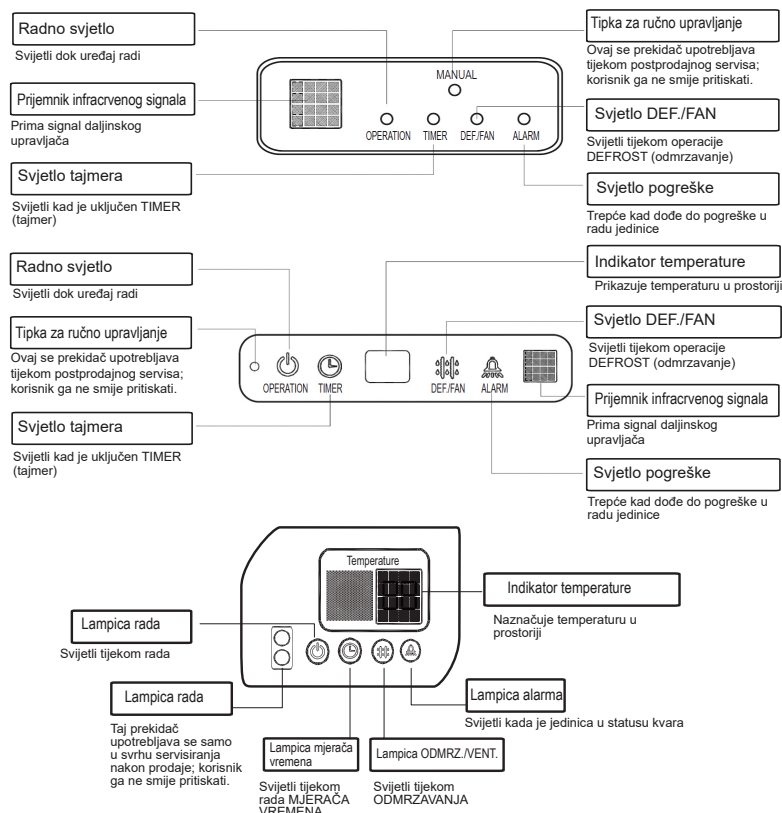 Radno svjetlo
Svijetli dok uređaj radi
Prijemnik infracrvenog signala
Prima signal daljinskog
upravljača
Svjetlo tajmera
Svijetli kad je uključen TIMER
(tajmer)
MANUAL
OPERATION TIMER DEF./FAN ALARM
Tipka za ručno upravljanje
Ovaj se prekidač upotrebljava
tijekom postprodajnog servisa;
korisnik ga ne smije pritiskati.
Svjetlo DEF./FAN
Svijetli tijekom operacije
DEFROST (odmrzavanje)
Svjetlo pogreške
Trepće kad dođe do pogreške u
radu jedinice
Radno svjetlo
Svijetli dok uređaj radi
Tipka za ručno upravljanje
Ovaj se prekidač upotrebljava
tijekom postprodajnog servisa;
korisnik ga ne smije pritiskati.
Svjetlo tajmera
Svijetli kad je uključen TIMER
(tajmer)
OPERATION TIMER DEF./FAN ALARM
Indikator temperature
Prikazuje temperaturu u prostoriji
Svjetlo DEF./FAN
Svijetli tijekom operacije
DEFROST (odmrzavanje)
Prijemnik infracrvenog signala
Prima signal daljinskog
upravljača
Svjetlo pogreške
Trepće kad dođe do pogreške u
radu jedinice
Temperature
Indikator temperature
Naznačuje temperaturu u
prostoriji
Lampica rada
Svijetli tijekom rada
Lampica rada
Taj prekidač
upotrebljava se samo
u svrhu servisiranja
nakon prodaje; korisnik
ga ne smije pritiskati.
Lampica mjerača
vremena
Svijetli tijekom
rada MJERAČA
VREMENA
Lampica ODMRZ./VENT.
Svijetli tijekom
ODMRZAVANJA
Lampica alarma
Svijetli kada je jedinica u statusu kvara